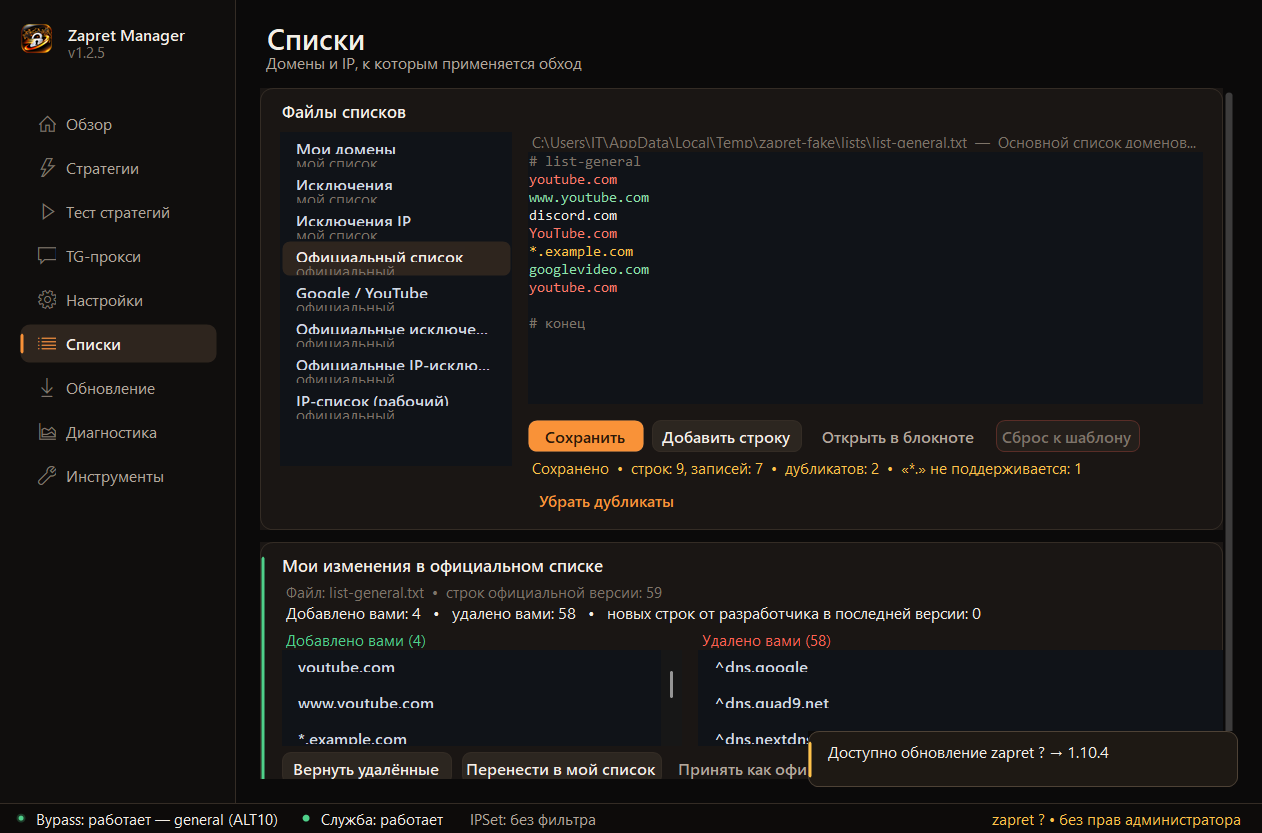 Zapret Manager
v1.2.5
Обзор
Стратегии
Тест стратегий
TG-прокси
Настройки
Списки
Обновление
Диагностика
Инструменты
Списки
Домены и IP, к которым применяется обход
Файлы списков
Мои домены
мой список
Исключения
мой список
Исключения IP
мой список
Официальный список
официальный
Google / YouTube
официальный
Официальные исключе...
официальный
Официальные IP-исклю...
официальный
IP-список (рабочий)
официальный
C:\Users\IT\AppData\Local\Temp\zapret-fake\lists\list-general.txt — Основной список доменов...
# list-general
youtube.com
www.youtube.com
discord.com
YouTube.com
*.example.com
googlevideo.com
youtube.com
# конец
Сохранить
Добавить строку
Открыть в блокноте
Сброс к шаблону
Сохранено • строк: 9, записей: 7 • дубликатов: 2 • «*.» не поддерживается: 1
Убрать дубликаты
Мои изменения в официальном списке
Файл: list-general.txt • строк официальной версии: 59
Добавлено вами: 4 • удалено вами: 58 • новых строк от разработчика в последней версии: 0
Добавлено вами (4)
youtube.com
www.youtube.com
*.example.com
Удалено вами (58)
^dns.google
^dns.quad9.net
^dns.nextdns
Вернуть удалённые
Перенести в мой список
Принять как офи
Доступно обновление zapret ? → 1.10.4
Bypass: работает — general (ALT10)
Служба: работает
IPSet: без фильтра
zapret ? • без прав администратора